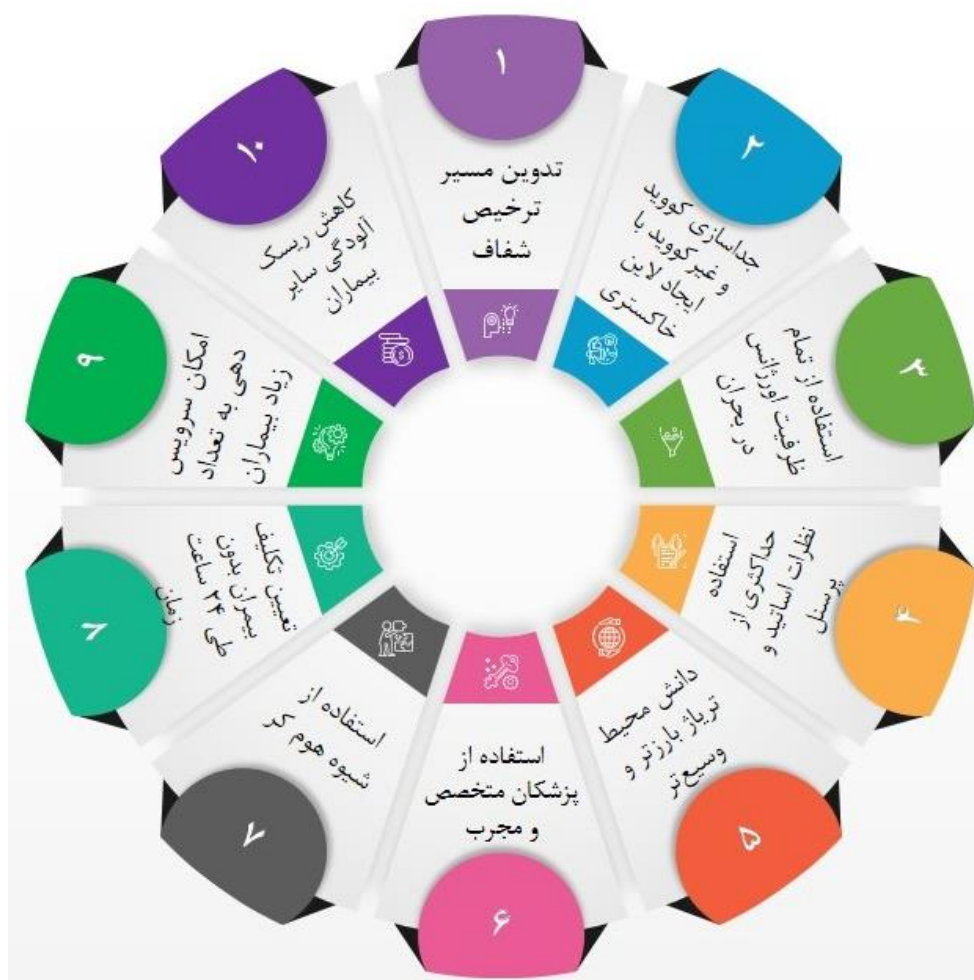 ۱
تدوین مسیر
ترخیص
شفاف
۲
جداسازی کووید
و غیر کووید با
ایجاد لاین
خاکستری
۳
استفاده از تمام
ظرفیت اورژانس
در بحران
۴
استفاده
حداکثری از
نظرات اساتید و
پرسنل
۵
دانش محیط
تریاژ بارزتر و
وسیع‌تر
۶
استفاده از
پزشکان متخصص
و مجرب
۷
استفاده از
شیوه هوم کر
۸
تعیین تکلیف
بیمران بدون
طی ۲۴ ساعت
زمان
۹
امکان سرویس
دهی به تعداد
زیاد بیماران
۱۰
کاهش ریسک
آلودگی سایر
بیماران